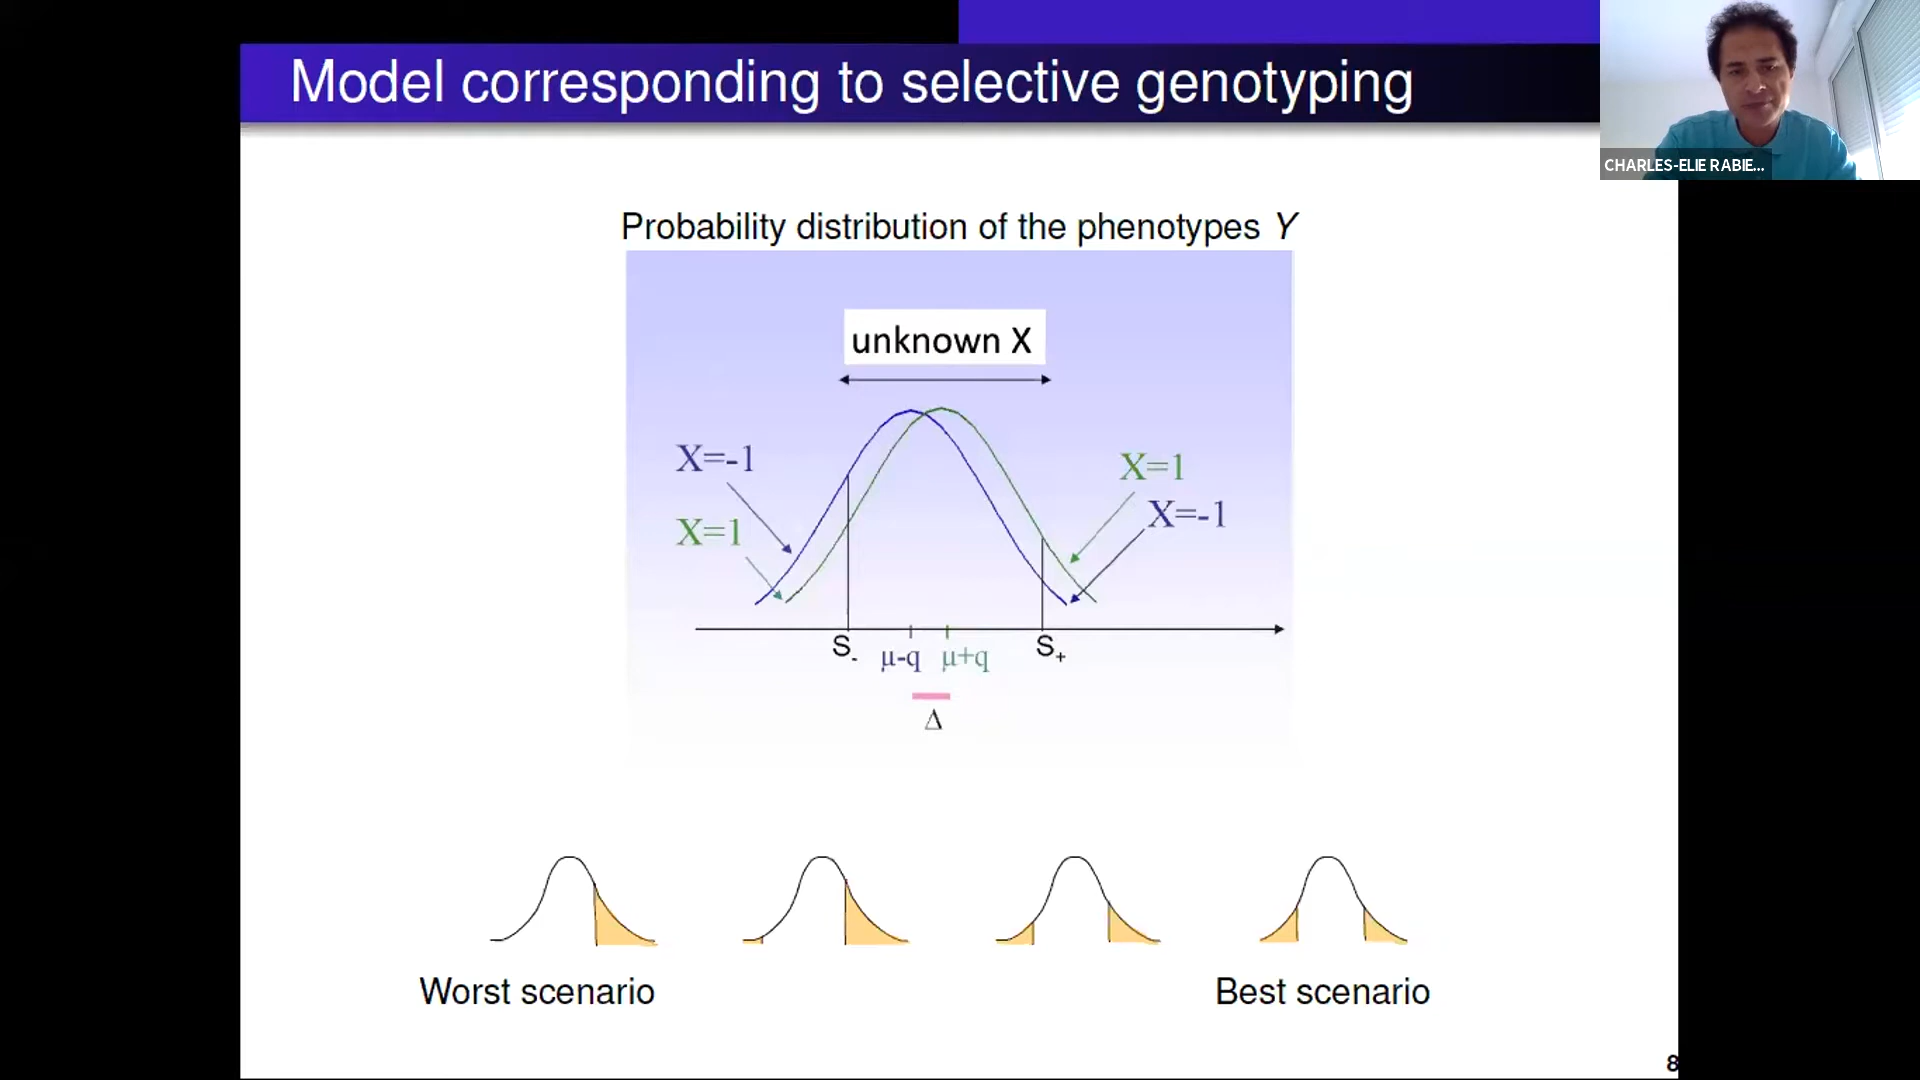 Model corresponding to selective genotyping
CHARLES-ELIE RABIE...
Probability distribution of the phenotypes Y
unknown X
X=-1
X=1
X=1
X=-1
S-
μ-q
μ+q
S+
Δ
Worst scenario
Best scenario
8